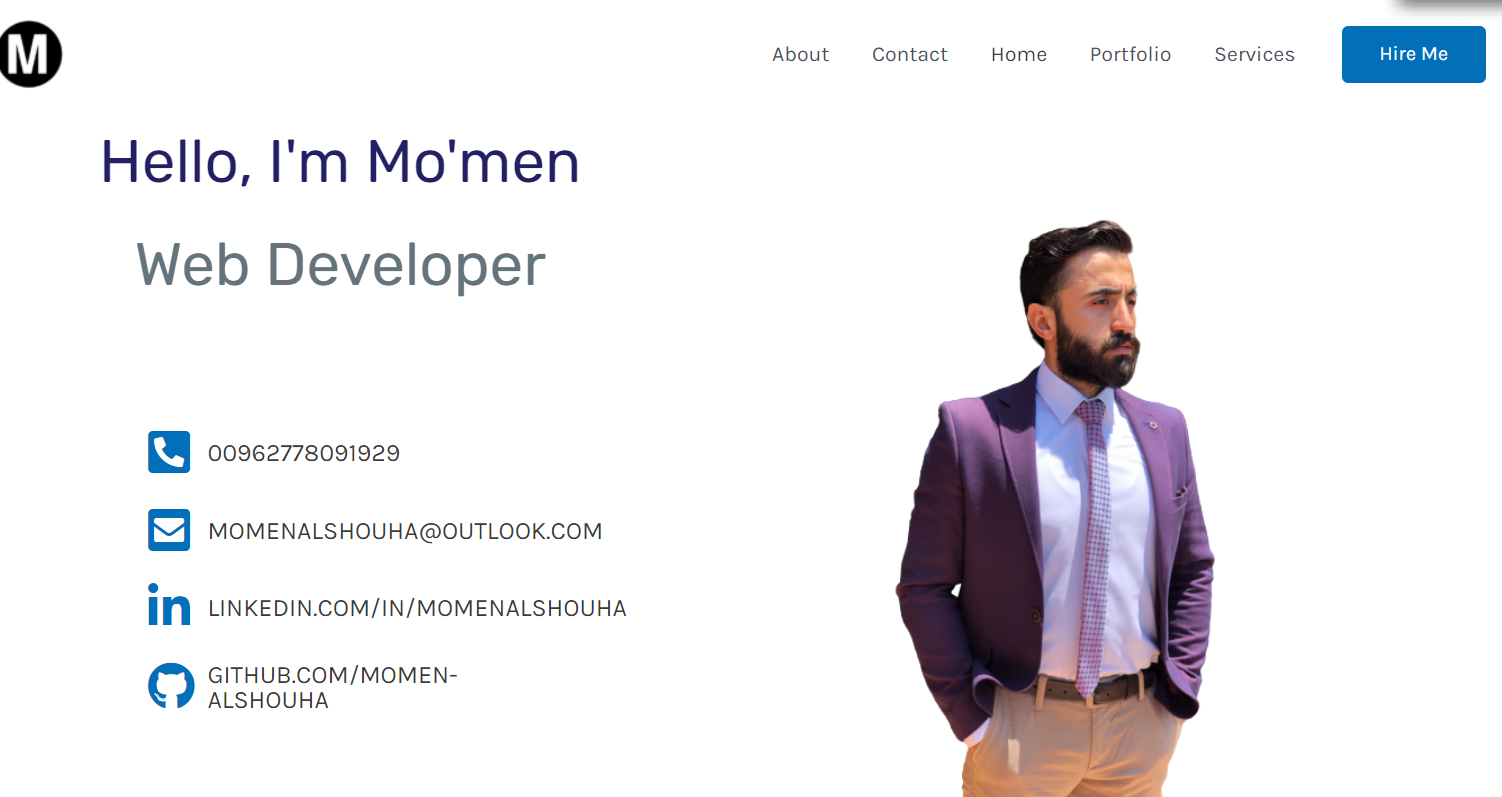 M
About Contact Home Portfolio Services Hire Me
Hello, I'm Mo'men
Web Developer
00962778091929
MOMENALSHOUHA@OUTLOOK.COM
in LINKEDIN.COM/IN/MOMENALSHOUHA
GITHUB.COM/MOMEN-
ALSHOUHA